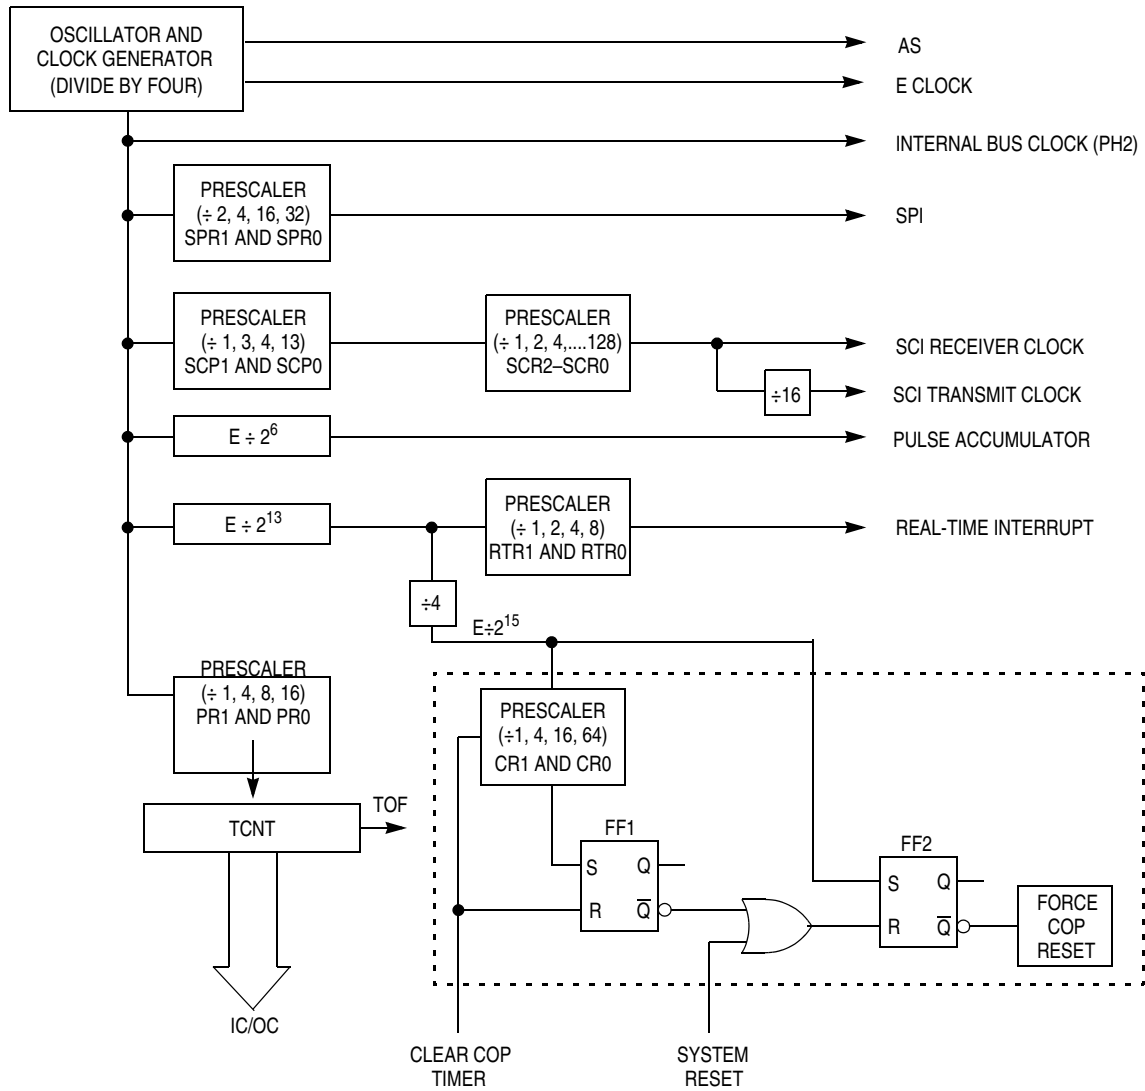 OSCILLATOR AND
CLOCK GENERATOR
(DIVIDE BY FOUR)
AS
E CLOCK
INTERNAL BUS CLOCK (PH2)
PRESCALER
(÷ 2, 4, 16, 32)
SPR1 AND SPR0
SPI
PRESCALER
(÷ 1, 3, 4, 13)
SCP1 AND SCP0
PRESCALER
(÷ 1, 2, 4,....128)
SCR2–SCR0
SCI RECEIVER CLOCK
÷16
SCI TRANSMIT CLOCK
E ÷ 2^6
PULSE ACCUMULATOR
E ÷ 2^13
PRESCALER
(÷ 1, 2, 4, 8)
RTR1 AND RTR0
REAL-TIME INTERRUPT
÷4
E÷2^15
PRESCALER
(÷ 1, 4, 8, 16)
PR1 AND PR0
PRESCALER
(÷1, 4, 16, 64)
CR1 AND CR0
TCNT
TOF
IC/OC
FF1
S Q
R Q̅
FF2
S Q
R Q̅
FORCE
COP
RESET
CLEAR COP
TIMER
SYSTEM
RESET